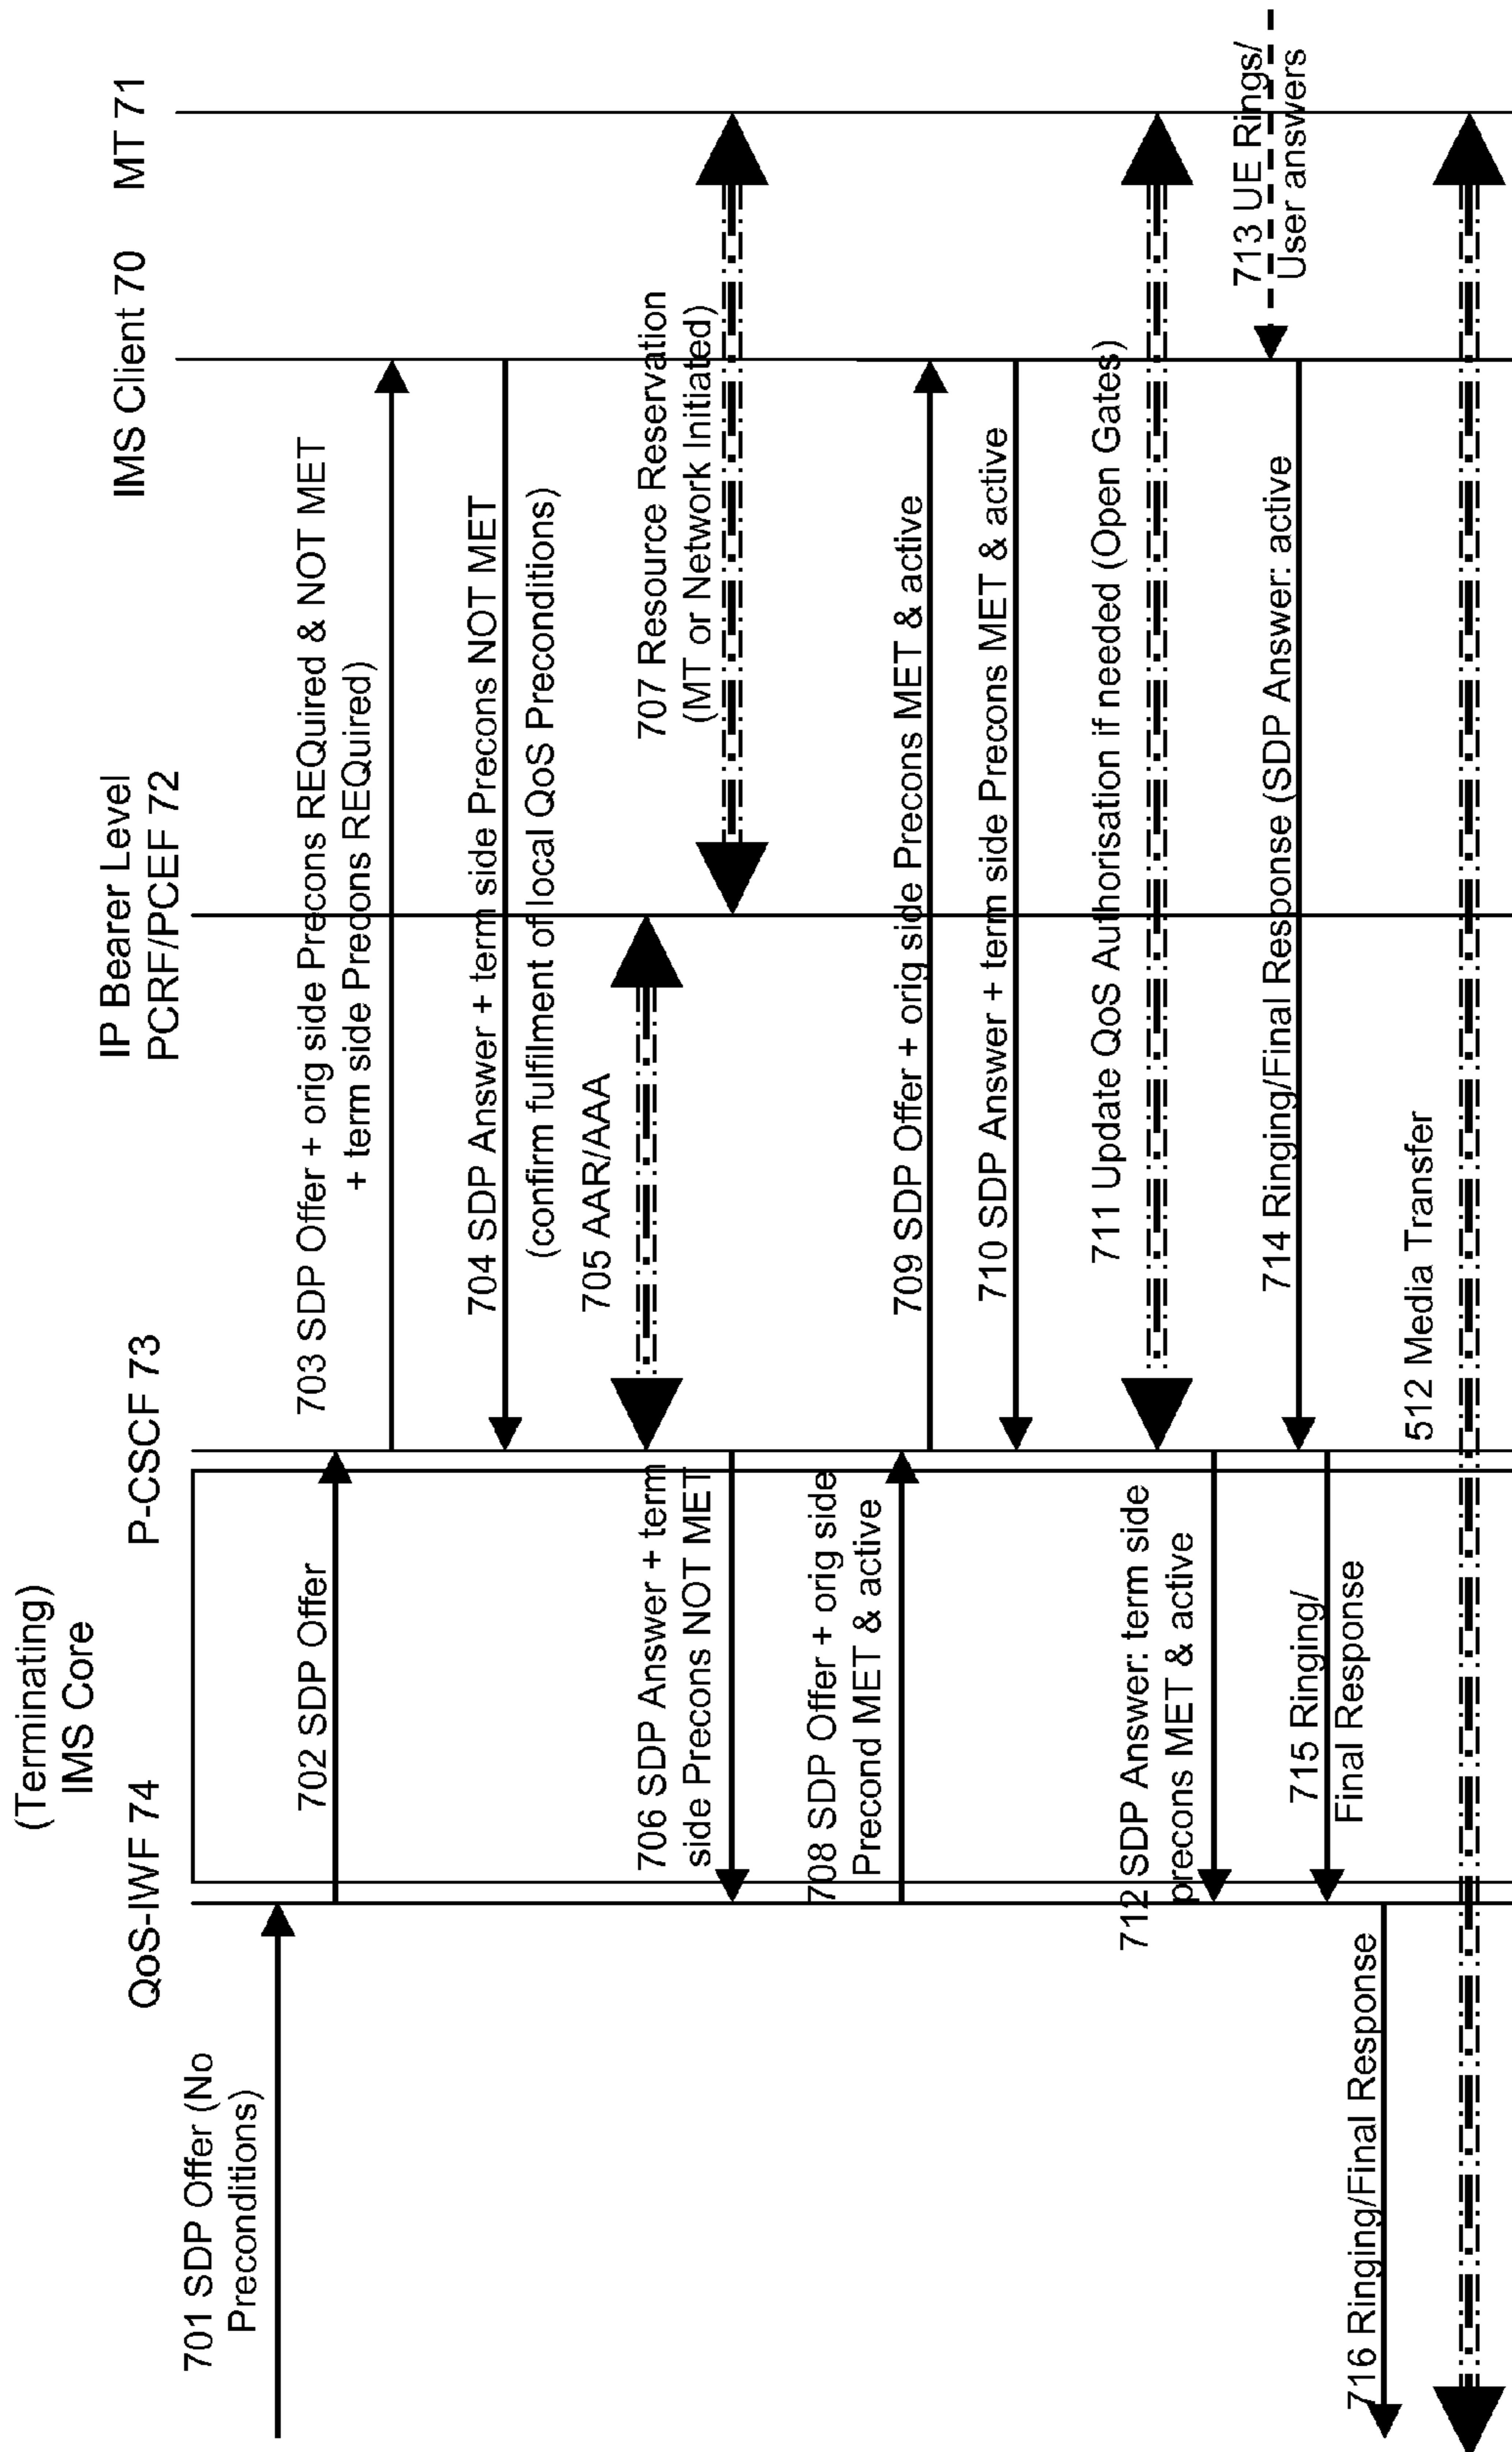 (Terminating)
IMS Core
QoS-IWF 74
P-CSCF 73
IP Bearer Level
PCRF/PCEF 72
IMS Client 70
MT 71
701 SDP Offer (No
Preconditions)
702 SDP Offer
703 SDP Offer + orig side Precons REQuired & NOT MET
+ term side Precons REQuired)
704 SDP Answer + term side Precons NOT MET
(confirm fulfilment of local QoS Preconditions)
705 AAR/AAA
706 SDP Answer + term
side Precons NOT MET
707 Resource Reservation
(MT or Network Initiated)
708 SDP Offer + orig side
Precond MET & active
709 SDP Offer + orig side Precons MET & active
710 SDP Answer + term side Precons MET & active
711 Update QoS Authorisation if needed (Open Gates)
712 SDP Answer: term side
precons MET & active
713 UE Rings/
User answers
714 Ringing/Final Response (SDP Answer: active
715 Ringing/
Final Response
716 Ringing/Final Response
512 Media Transfer